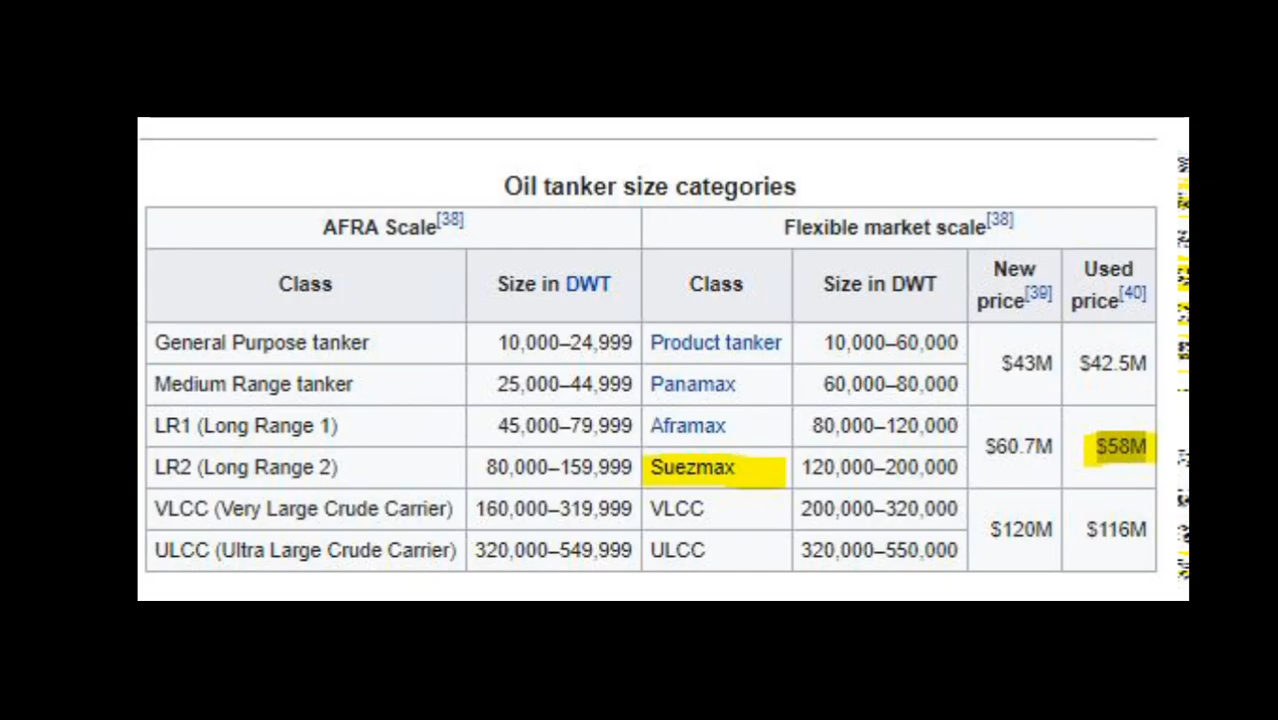 Oil tanker size categories
AFRA Scale[38] Flexible market scale[38]
Class Size in DWT Class Size in DWT New price[39] Used price[40]
General Purpose tanker 10,000–24,999 Product tanker 10,000–60,000 $43M $42.5M
Medium Range tanker 25,000–44,999 Panamax 60,000–80,000
LR1 (Long Range 1) 45,000–79,999 Aframax 80,000–120,000 $60.7M $58M
LR2 (Long Range 2) 80,000–159,999 Suezmax 120,000–200,000
VLCC (Very Large Crude Carrier) 160,000–319,999 VLCC 200,000–320,000 $120M $116M
ULCC (Ultra Large Crude Carrier) 320,000–549,999 ULCC 320,000–550,000